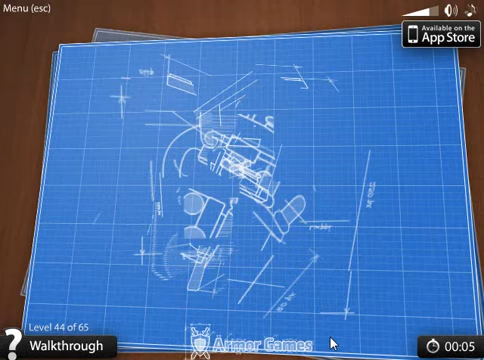 Menu (esc)
Available on the
App Store
Level 44 of 65
Walkthrough
Armor Games
00:05